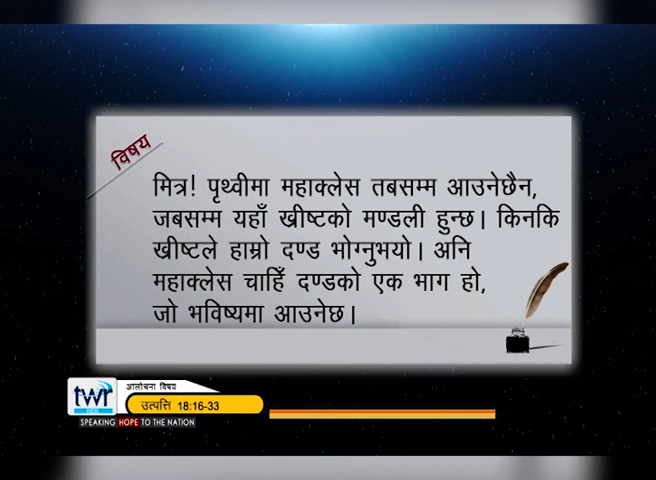 विषय
मित्र! पृथ्वीमा महाक्लेस तबसम्म आउनेछैन,
जबसम्म यहाँ ख्रीष्टको मण्डली हुन्छ। किनकि
ख्रीष्टले हाम्रो दण्ड भोग्नुभयो। अनि
महाक्लेस चाहिँ दण्डको एक भाग हो,
जो भविष्यमा आउनेछ।
twr
आलोचना विषय
उत्पत्ति 18:16-33
SPEAKING HOPE TO THE NATION